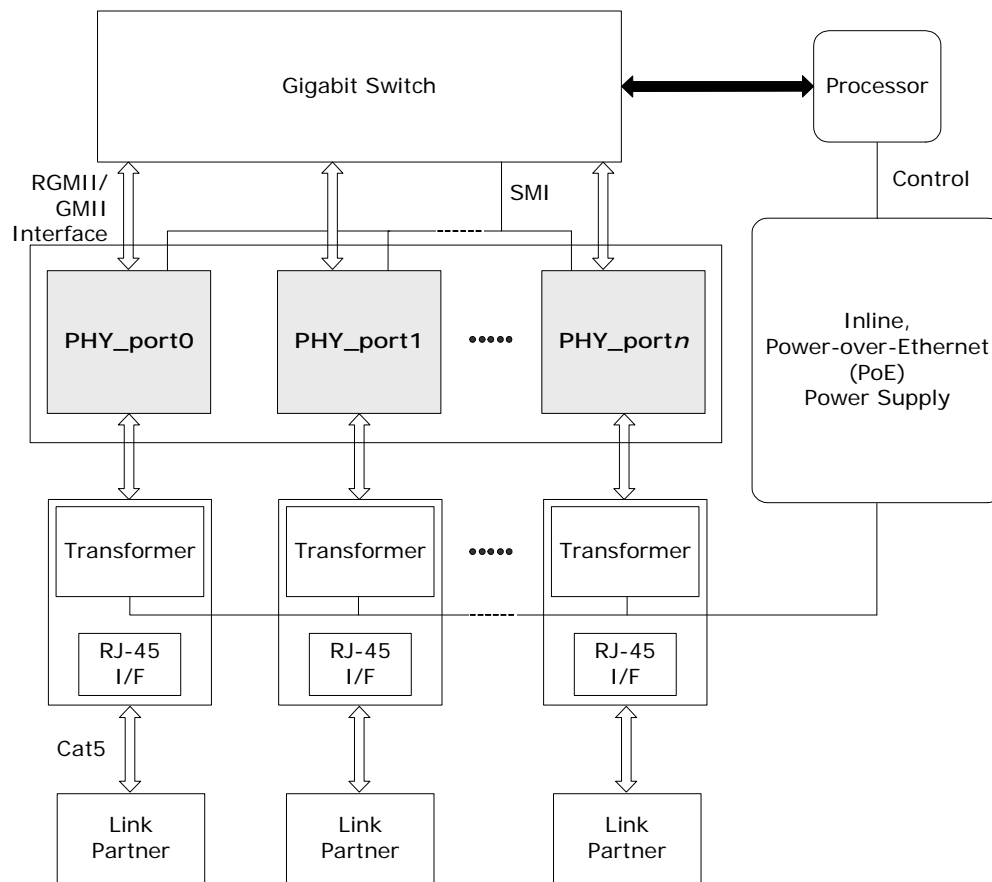 Gigabit Switch
Processor
RGMII/
GMII
Interface
SMI
Control
PHY_port0
PHY_port1
PHY_portn
Inline,
Power-over-Ethernet
(PoE)
Power Supply
Transformer
Transformer
Transformer
RJ-45
I/F
RJ-45
I/F
RJ-45
I/F
Cat5
Link
Partner
Link
Partner
Link
Partner